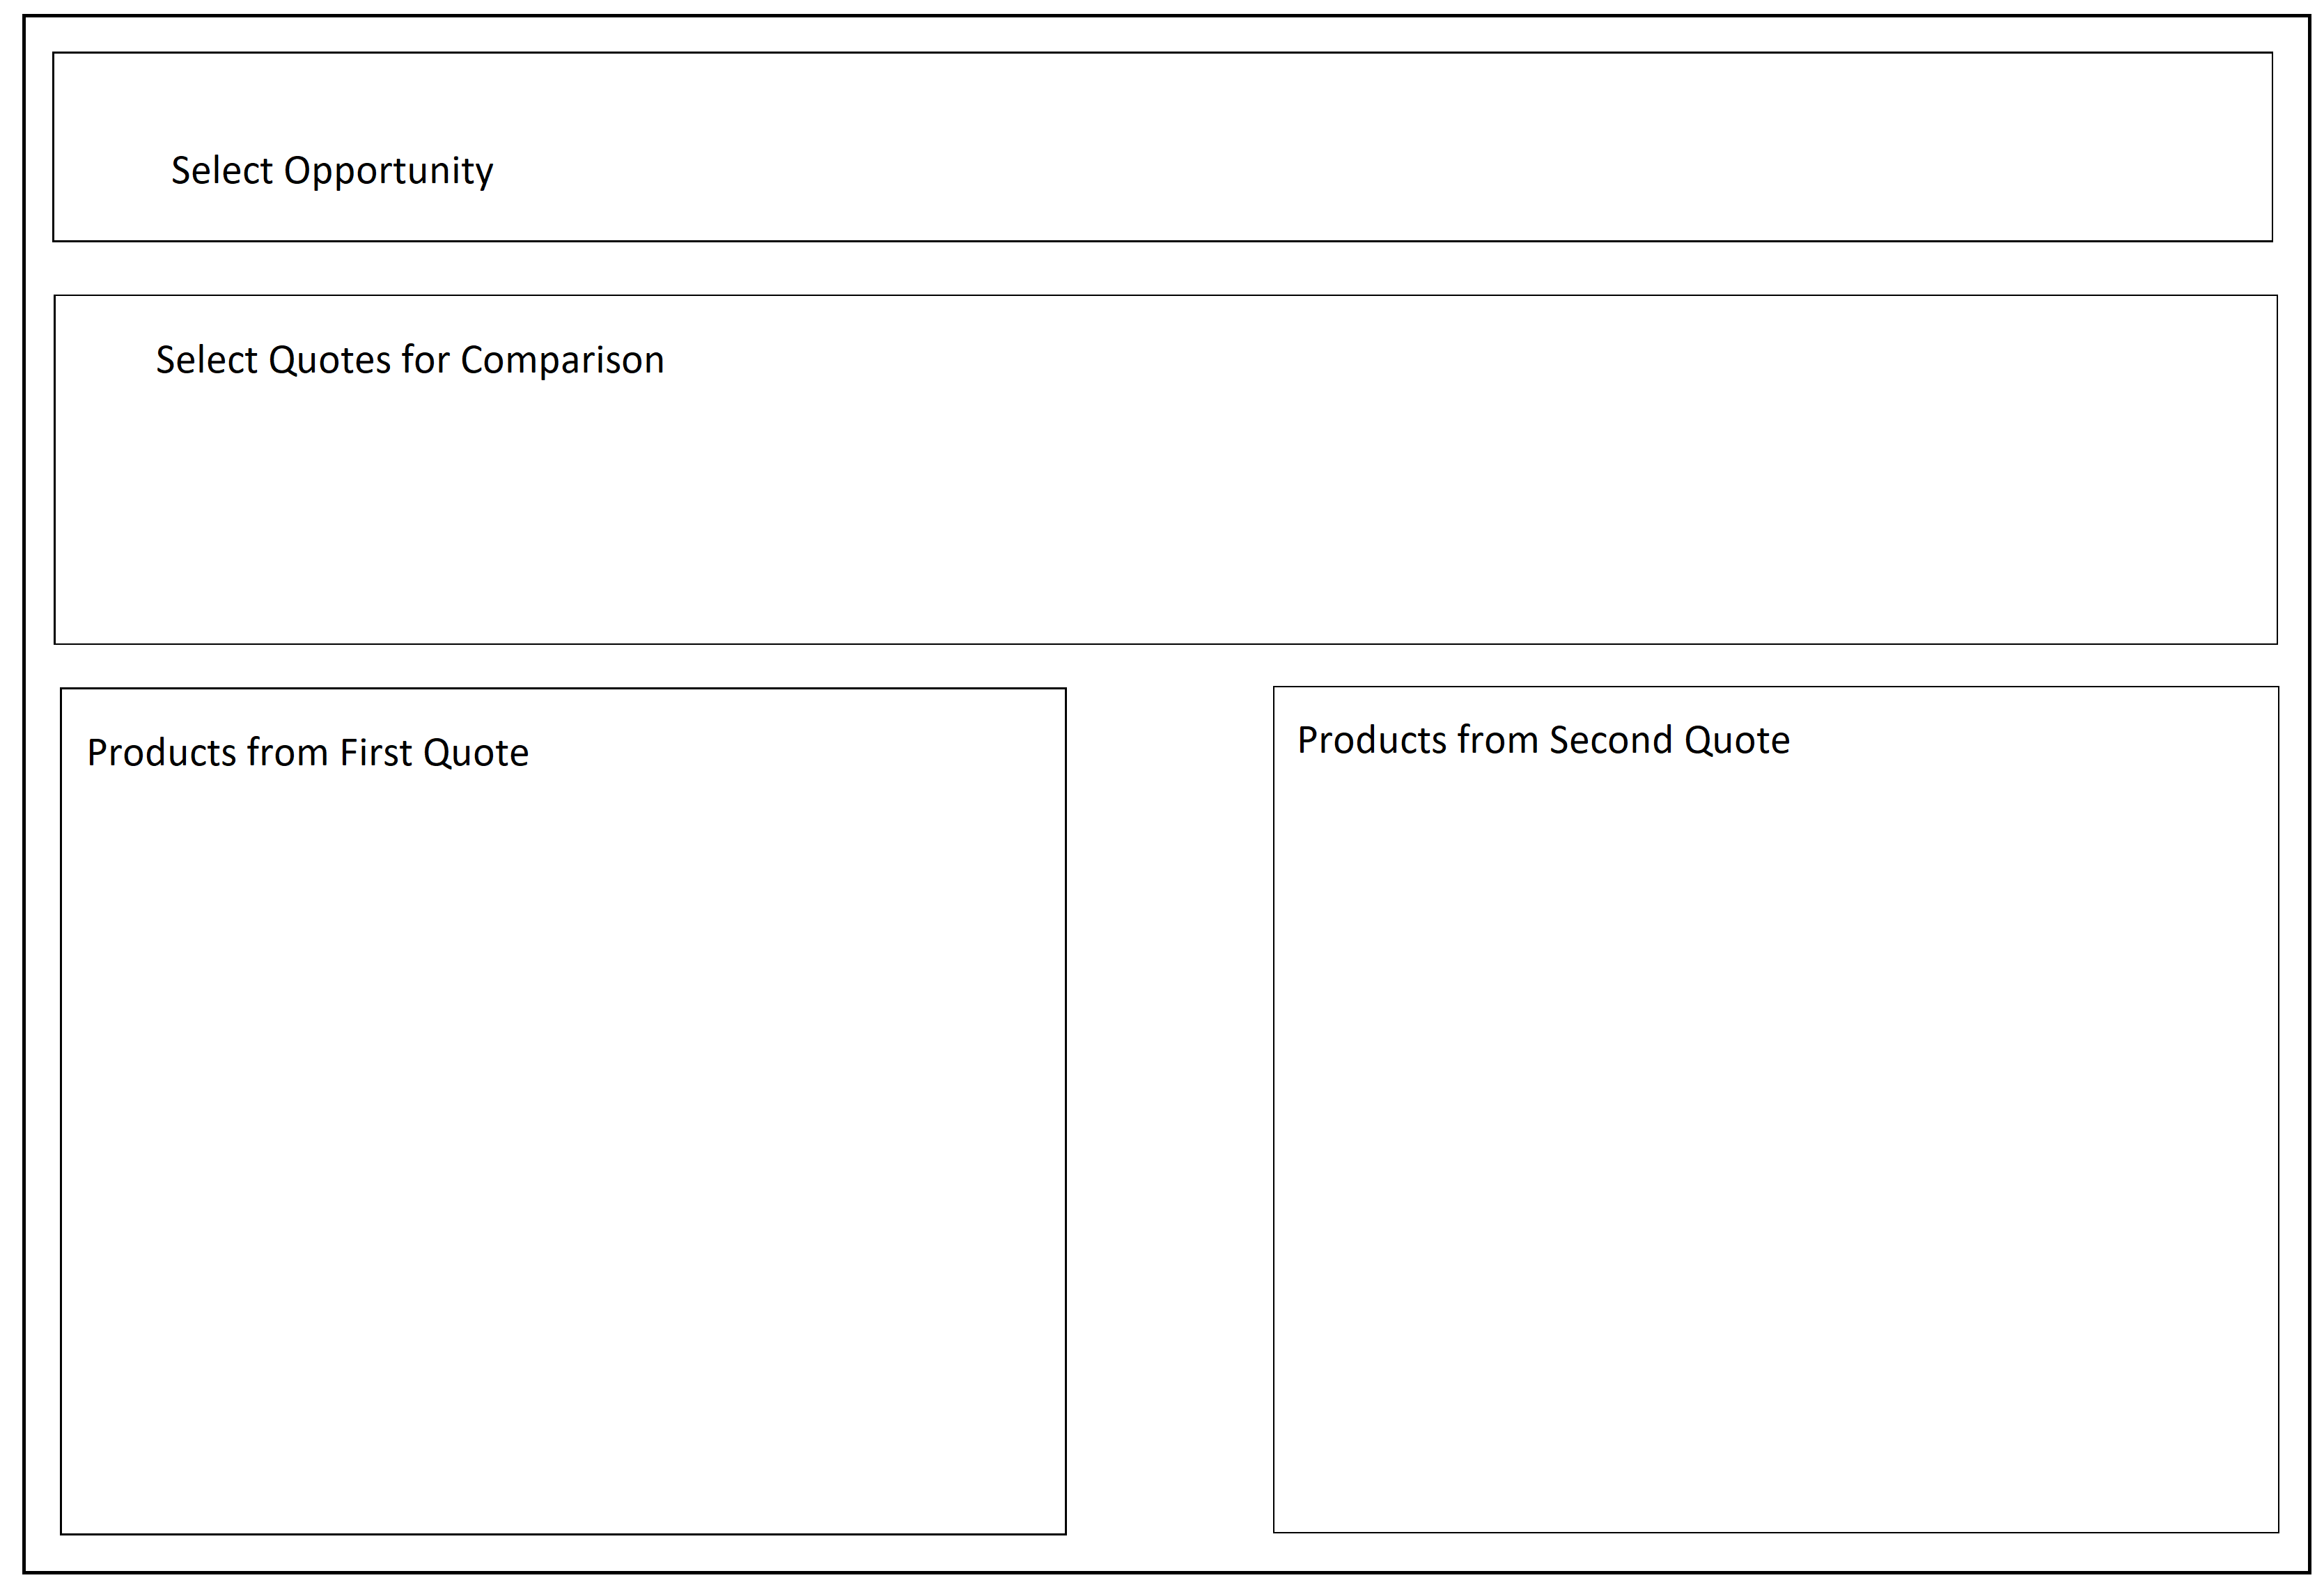 Select Opportunity
Select Quotes for Comparison
Products from First Quote
Products from Second Quote